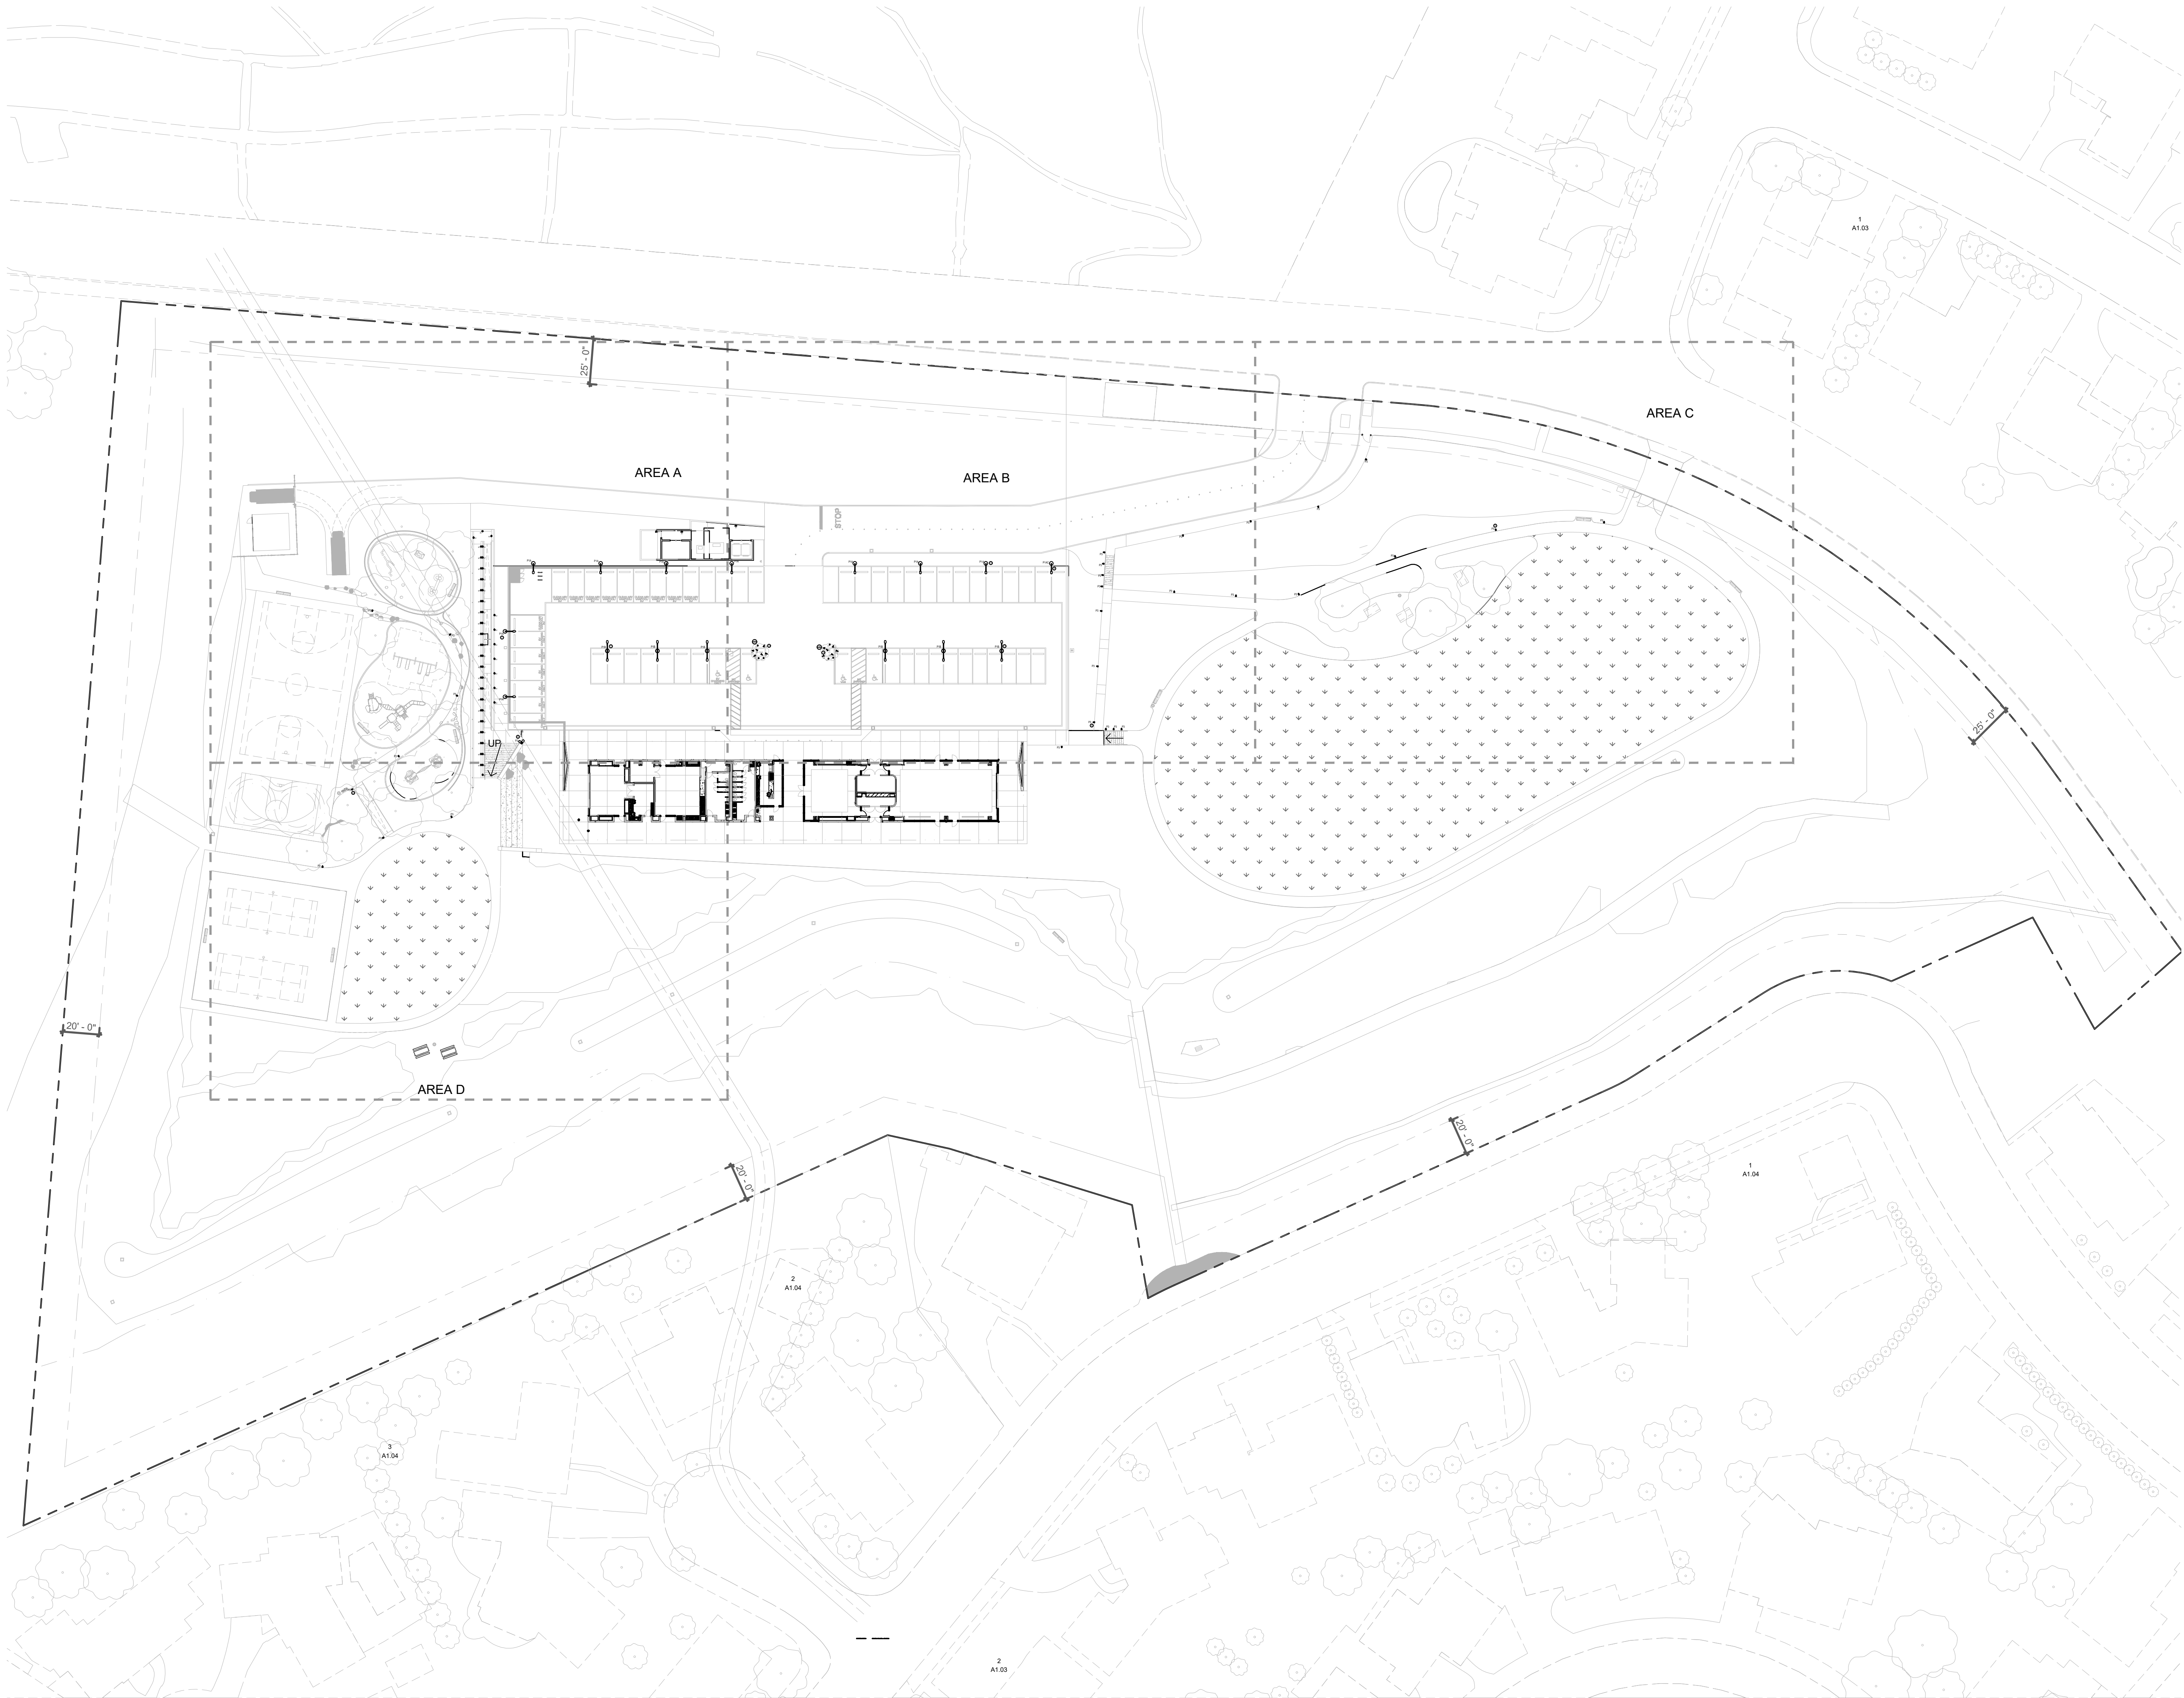 1
A1.03
25' - 0"
AREA C
AREA A
AREA B
STOP
25' - 0"
UP
20' - 0"
AREA D
20' - 0"
20' - 0"
1
A1.04
2
A1.04
3
A1.04
2
A1.03